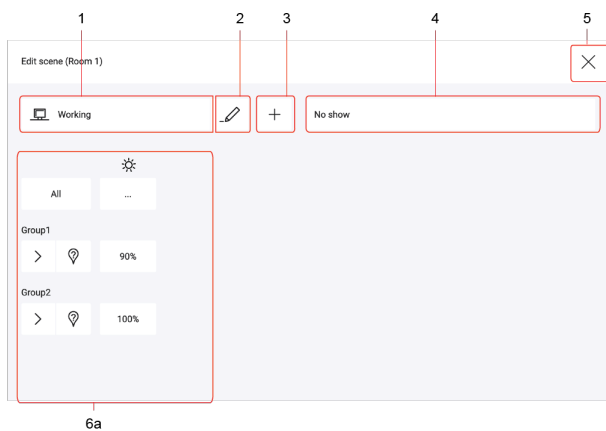 1 2 3 4 5
Edit scene (Room 1)
Working
No show
All ...
Group1
90%
Group2
100%
6a